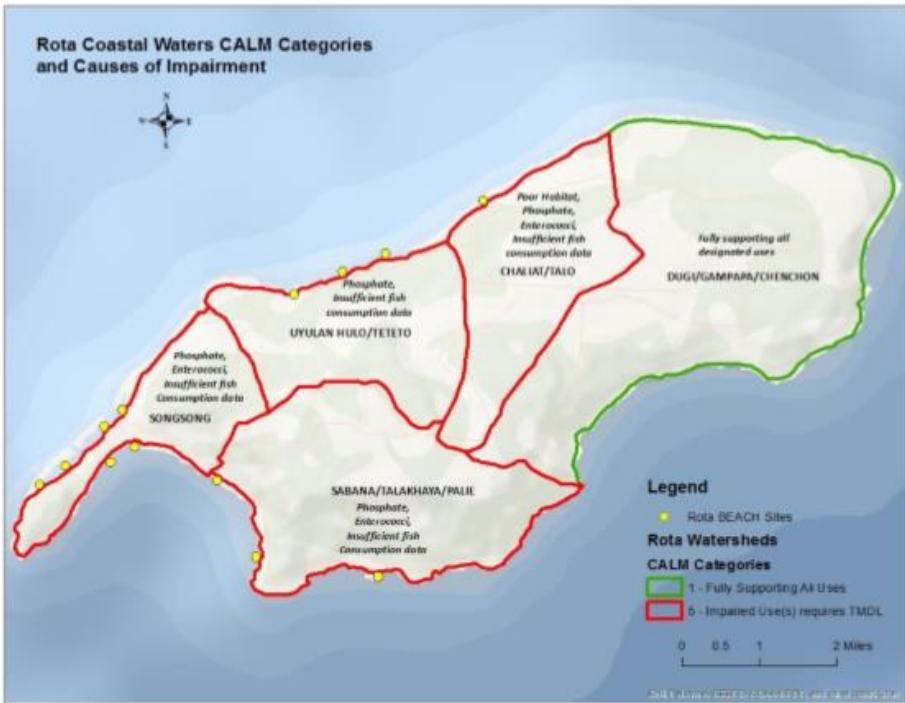 Rota Coastal Waters CALM Categories
and Causes of Impairment
N
E
S
Poor Habitat,
Phosphate,
Enterococci,
Insufficient fish
consumption data
CHALIAT/TALO
Fully supporting all
designated uses
DUGI/GAMPAPA/CHENCHON
Phosphate,
Insufficient fish
consumption data
UYULAN HULO/TETETO
Phosphate,
Enterococci,
Insufficient fish
Consumption data
SONGSONG
SABANA/TALAKHAYA/PALIE
Phosphate,
Enterococci,
Insufficient fish
Consumption data
Legend
Rota BEACH Sites
Rota Watersheds
CALM Categories
1 - Fully Supporting All Uses
5 - Impaired Use(s) requires TMDL
0 0.5 1 2 Miles